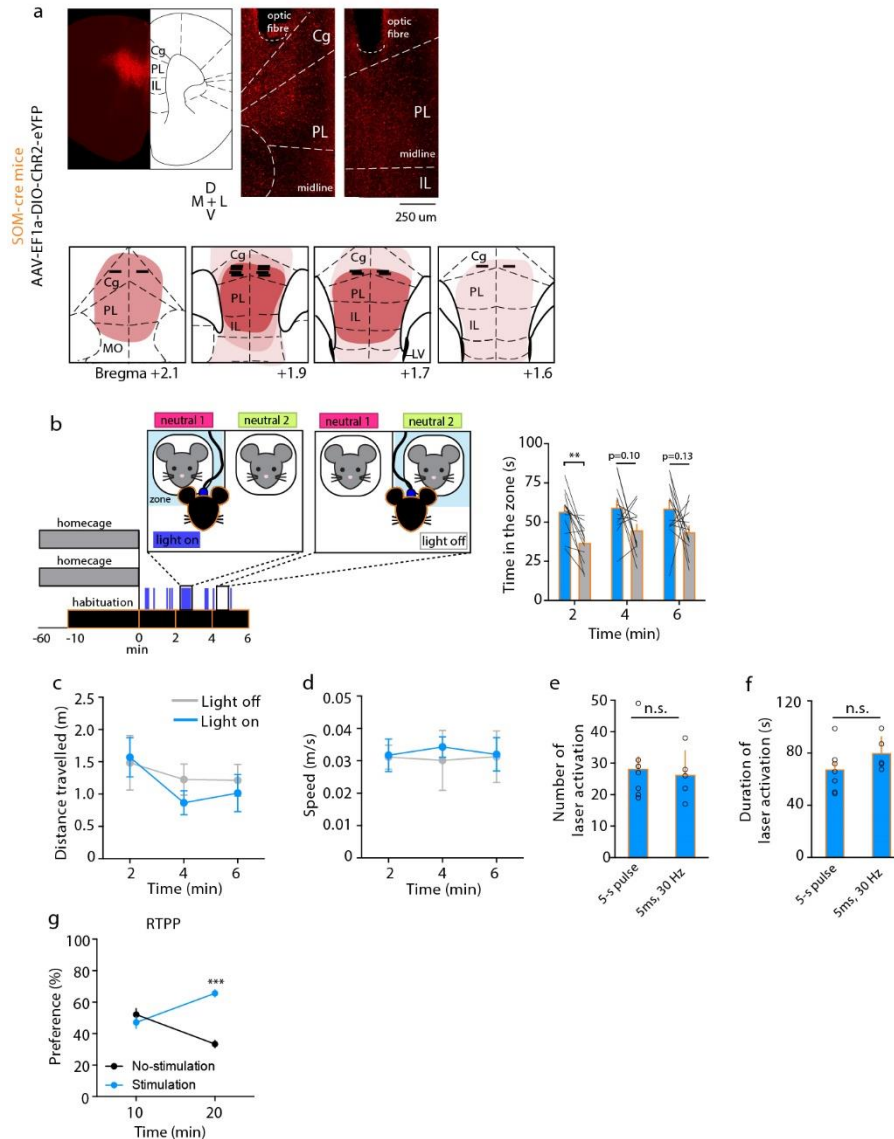 a
SOM-cre mice
AAV-EF1a-DIO-ChR2-eYFP
Cg
PL
IL
optic
fibre
Cg
PL
midline
optic
fibre
PL
midline
IL
D
M + L
V
250 um
Cg
PL
MO
Bregma +2.1
Cg
PL
IL
+1.9
Cg
PL
IL
LV
+1.7
Cg
PL
IL
+1.6
b
neutral 1
neutral 2
neutral 1
neutral 2
zone
light on
light off
homecage
homecage
habituation
-60
-10
0
2
4
6
min
Time in the zone (s)
100
75
50
25
0
**
p=0.10
p=0.13
2
4
6
Time (min)
c
Distance travelled (m)
2.5
2.0
1.5
1.0
0.5
0
Light off
Light on
2
4
6
Time (min)
d
Speed (m/s)
0.05
0.04
0.03
0.02
0.01
0.00
2
4
6
Time (min)
e
Number of
laser activation
50
40
30
20
10
0
n.s.
5-s pulse
5ms, 30 Hz
f
Duration of
laser activation (s)
120
80
40
0
n.s.
5-s pulse
5ms, 30 Hz
g
RTPP
Preference (%)
100
80
60
40
20
0
***
No-stimulation
Stimulation
10
20
Time (min)